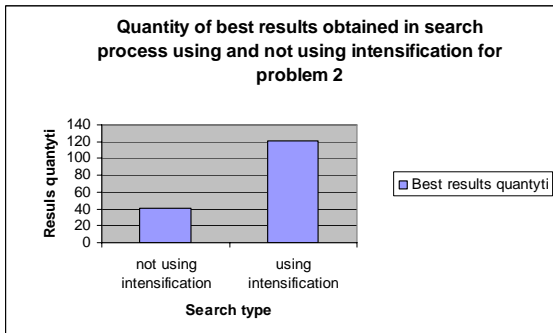 Quantity of best results obtained in search
process using and not using intensification for
problem 2
Resuls quantyti
140
120
100
80
60
40
20
0
not using
intensification
using
intensification
Search type
Best results quantyti